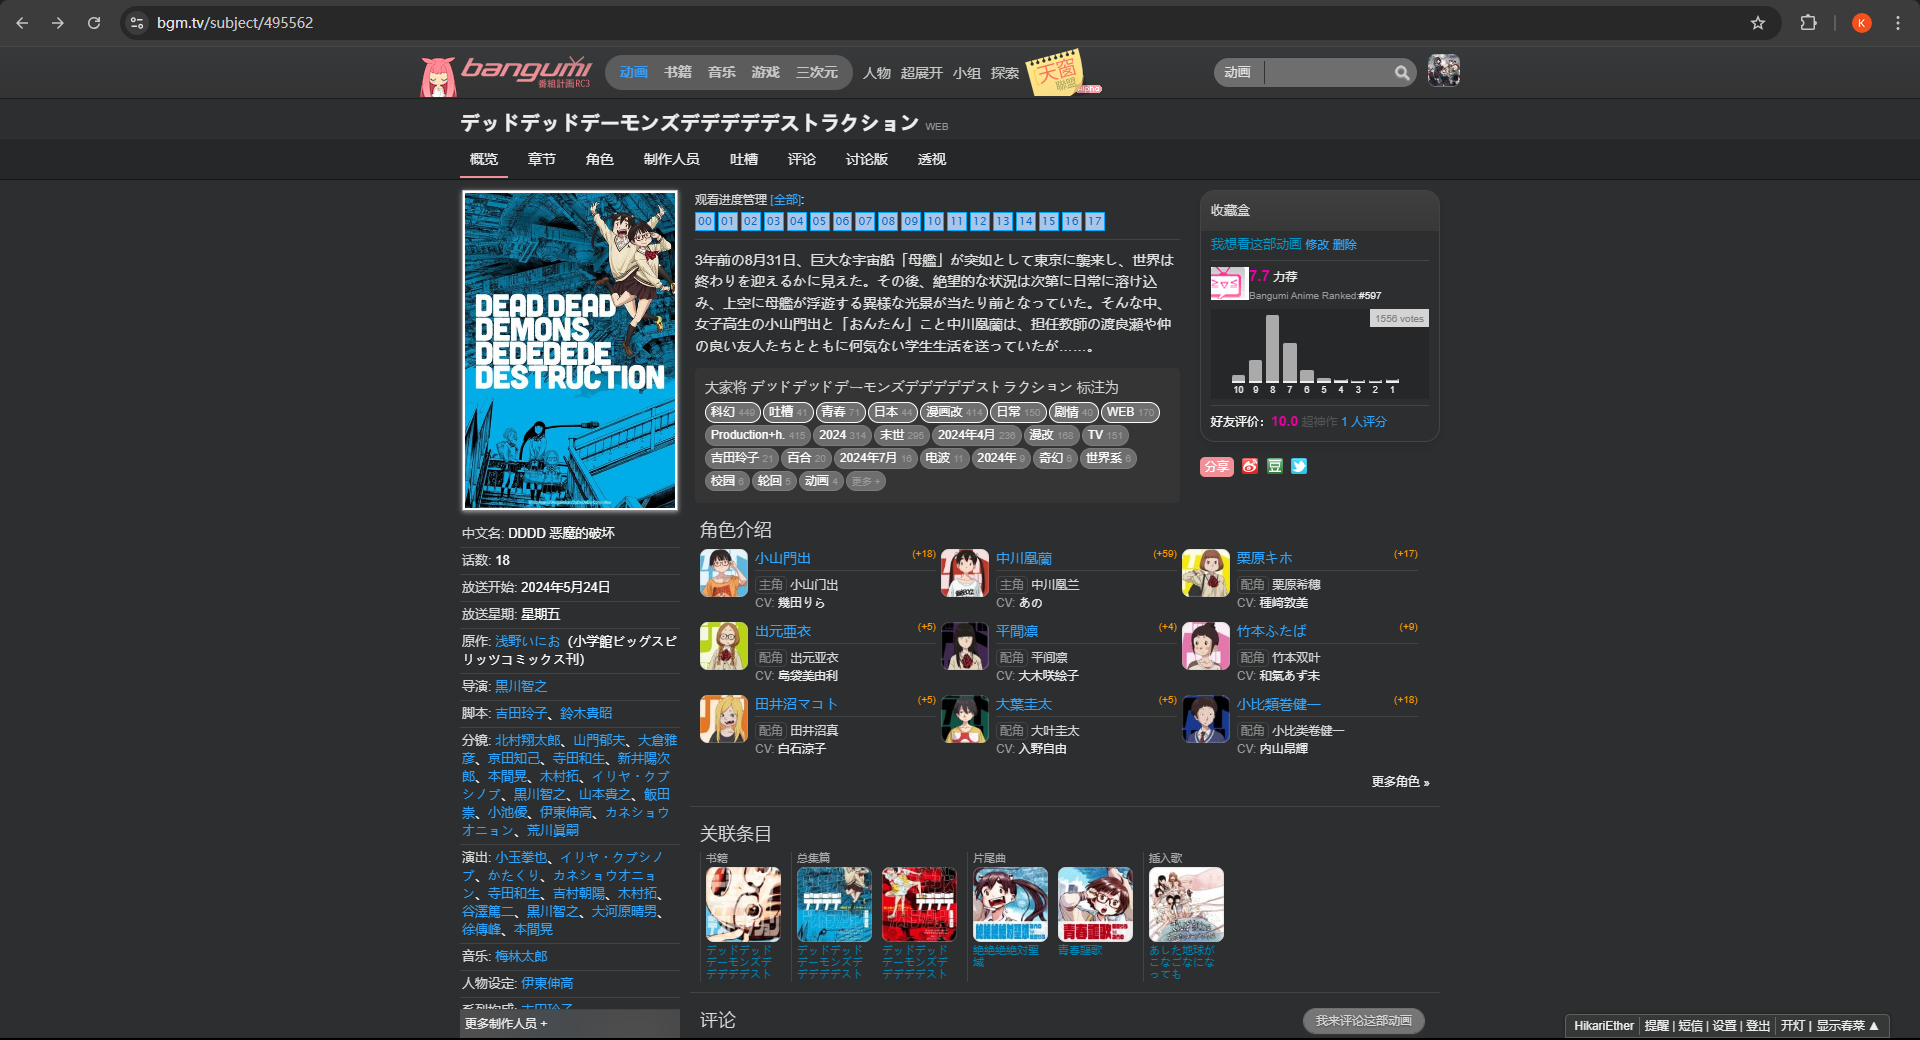 bgm.tv/subject/495562
K
bangumi
番組計画RC3
动画 书籍 音乐 游戏 三次元
人物 超展开 小组 探索
天窗
联盟
alpha
动画
デッドデッドデーモンズデデデデデストラクション WEB
概览 章节 角色 制作人员 吐槽 评论 讨论版 透视
DEAD DEAD
DEMONS
DEDEDEDE
DESTRUCTION
中文名: DDDD 恶魔的破坏
话数: 18
放送开始: 2024年5月24日
放送星期: 星期五
原作: 浅野いにお（小学館ビッグスピ
リッツコミックス刊）
导演: 黒川智之
脚本: 吉田玲子、鈴木貴昭
分镜: 北村翔太郎、山門郁夫、大倉雅
彦、京田知己、寺田和生、新井陽次
郎、本間晃、木村拓、イリヤ・クブ
シノブ、黒川智之、山本貴之、飯田
崇、小池優、伊東伸高、カネショウ
オニョン、荒川眞嗣
演出: 小玉拳也、イリヤ・クブシノ
ブ、かたくり、カネショウオニョ
ン、寺田和生、吉村朝陽、木村拓、
谷澤篤二、黒川智之、大河原晴男、
徐傳峰、本間晃
音乐: 梅林太郎
人物设定: 伊東伸高
系列构成: 吉田玲子
更多制作人员 +
观看进度管理 [全部]:
00 01 02 03 04 05 06 07 08 09 10 11 12 13 14 15 16 17
3年前の8月31日、巨大な宇宙船「母艦」が突如として東京に襲来し、世界は
終わりを迎えるかに見えた。その後、絶望的な状況は次第に日常に溶け込
み、上空に母艦が浮遊する異様な光景が当たり前となっていた。そんな中、
女子高生の小山門出と「おんたん」こと中川凰蘭は、担任教師の渡良瀬や仲
の良い友人たちとともに何気ない学生生活を送っていたが……。
大家将 デッドデッドデーモンズデデデデデストラクション 标注为
科幻 449 吐槽 41 青春 71 日本 44 漫画改 414 日常 150 剧情 40 WEB 170
Production+h. 415 2024 314 末世 295 2024年4月 236 漫改 168 TV 151
吉田玲子 21 百合 20 2024年7月 16 电波 11 2024年 9 奇幻 6 世界系 6
校园 6 轮回 5 动画 4 更多 +
角色介绍
小山門出 (+18)
主角 小山门出
CV: 幾田りら
中川凰蘭 (+59)
主角 中川凰兰
CV: あの
栗原キホ (+17)
配角 栗原希穗
CV: 種﨑敦美
出元亜衣 (+5)
配角 出元亚衣
CV: 島袋美由利
平間凛 (+4)
配角 平间凛
CV: 大木咲絵子
竹本ふたば (+9)
配角 竹本双叶
CV: 和氣あず未
田井沼マコト (+5)
配角 田井沼真
CV: 白石涼子
大葉圭太 (+5)
配角 大叶圭太
CV: 入野自由
小比類巻健一 (+18)
配角 小比类卷健一
CV: 内山昂輝
更多角色 »
关联条目
书籍
デッドデッド
デーモンズデ
デデデデスト
总集篇
デッドデッド
デーモンズデ
デデデデスト
デッドデッド
デーモンズデ
デデデデスト
片尾曲
絶絶絶絶対聖
域
青春謳歌
插入歌
あした地球が
こなごなにな
っても
评论
我来评论这部动画
收藏盒
我想看这部动画 修改 删除
7.7 力荐
Bangumi Anime Ranked:#597
1556 votes
10 9 8 7 6 5 4 3 2 1
好友评价: 10.0 超神作 1 人评分
分享
豆
HikariEther 提醒 | 短信 | 设置 | 登出 开灯 | 显示春菜 ▲